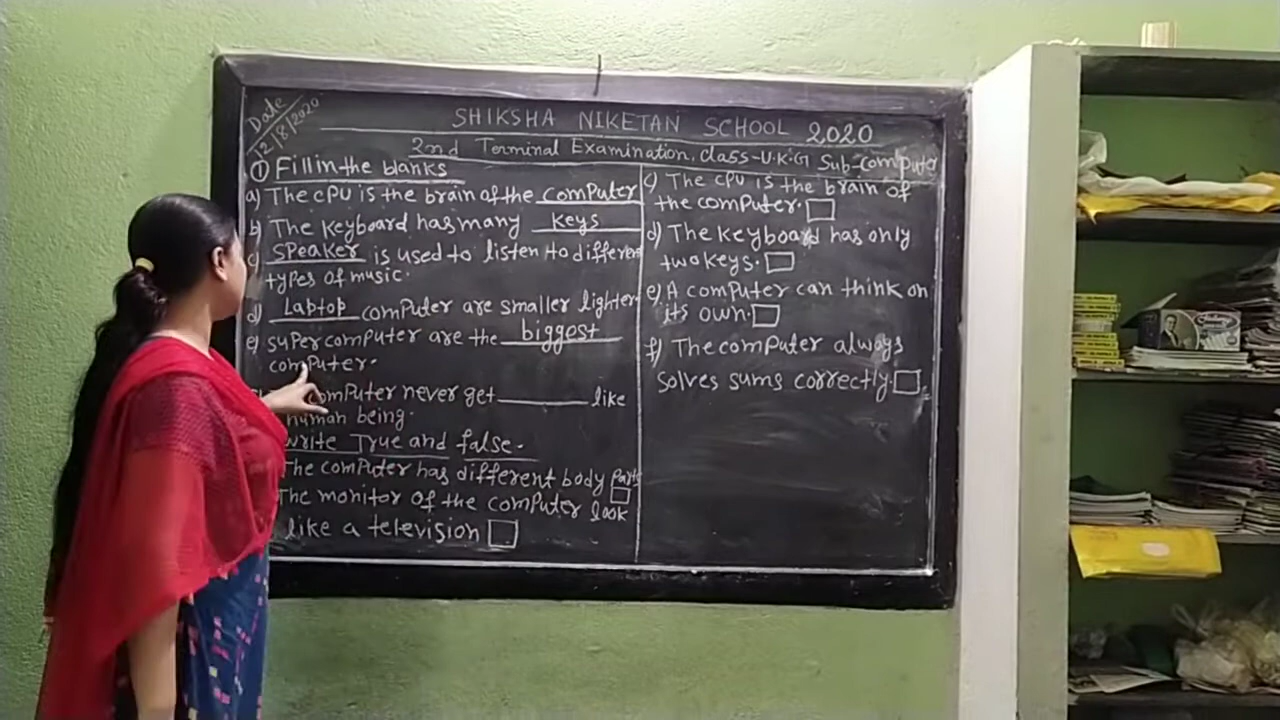 Date
12/8/2020
SHIKSHA NIKETAN SCHOOL 2020
2nd Terminal Examination, Class-U.K.G Sub-Computer
① Fill in the blanks
a) The CPU is the brain of the computer
b) The Keyboard has many keys
c) Speaker is used to listen to different
types of music.
d) Laptop computer are smaller lighter.
e) Super computer are the biggest
computer.
computer never get ______ like
human being.
Write True and false.
The computer has different body Parts
The monitor of the computer look
like a television
c) The CPU is the brain of
the computer.
d) The Keyboard has only
two keys.
e) A computer can think on
its own.
f) The computer always
solves sums correctly.